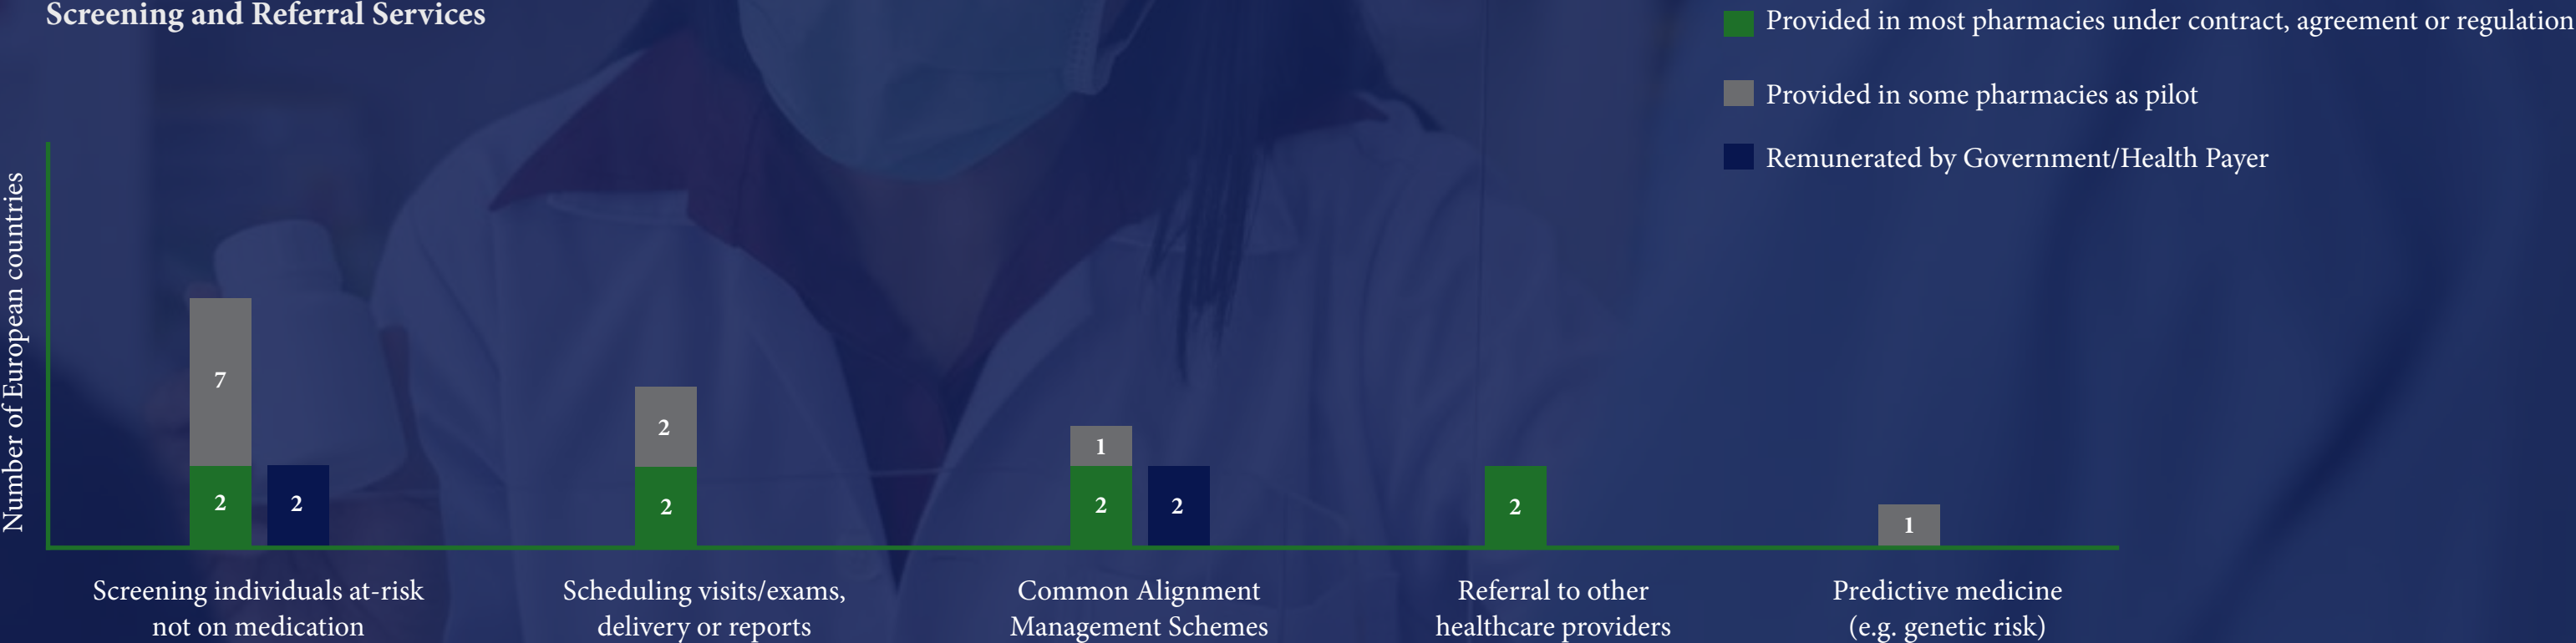 Screening and Referral Services
Provided in most pharmacies under contract, agreement or regulation
Provided in some pharmacies as pilot
Remunerated by Government/Health Payer
Number of European countries
7
2
2
2
2
1
2
2
2
1
Screening individuals at-risk
not on medication
Scheduling visits/exams,
delivery or reports
Common Alignment
Management Schemes
Referral to other
healthcare providers
Predictive medicine
(e.g. genetic risk)